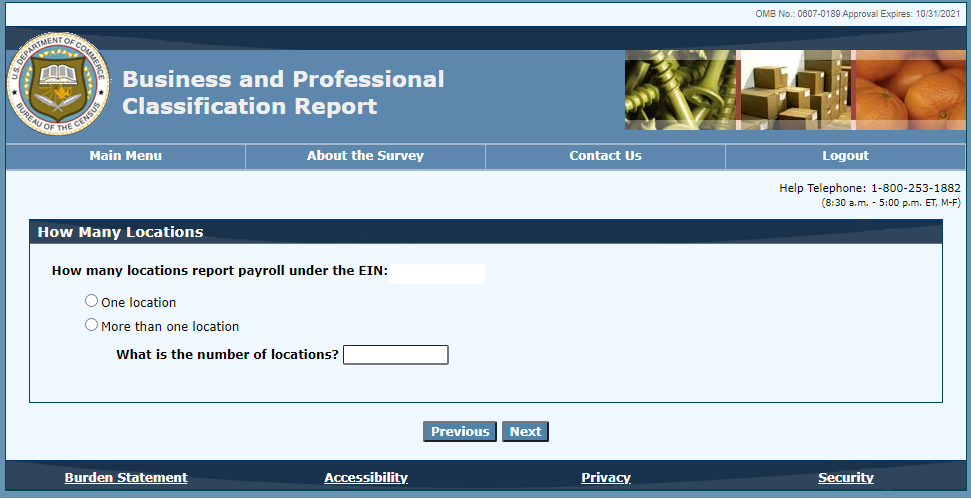 OMB No.: 0607-0189 Approval Expires: 10/31/2021
U.S. DEPARTMENT OF COMMERCE
BUREAU OF THE CENSUS
Business and Professional
Classification Report
Main Menu
About the Survey
Contact Us
Logout
Help Telephone: 1-800-253-1882
(8:30 a.m. - 5:00 p.m. ET, M-F)
How Many Locations
How many locations report payroll under the EIN:
One location
More than one location
What is the number of locations?
Previous
Next
Burden Statement
Accessibility
Privacy
Security